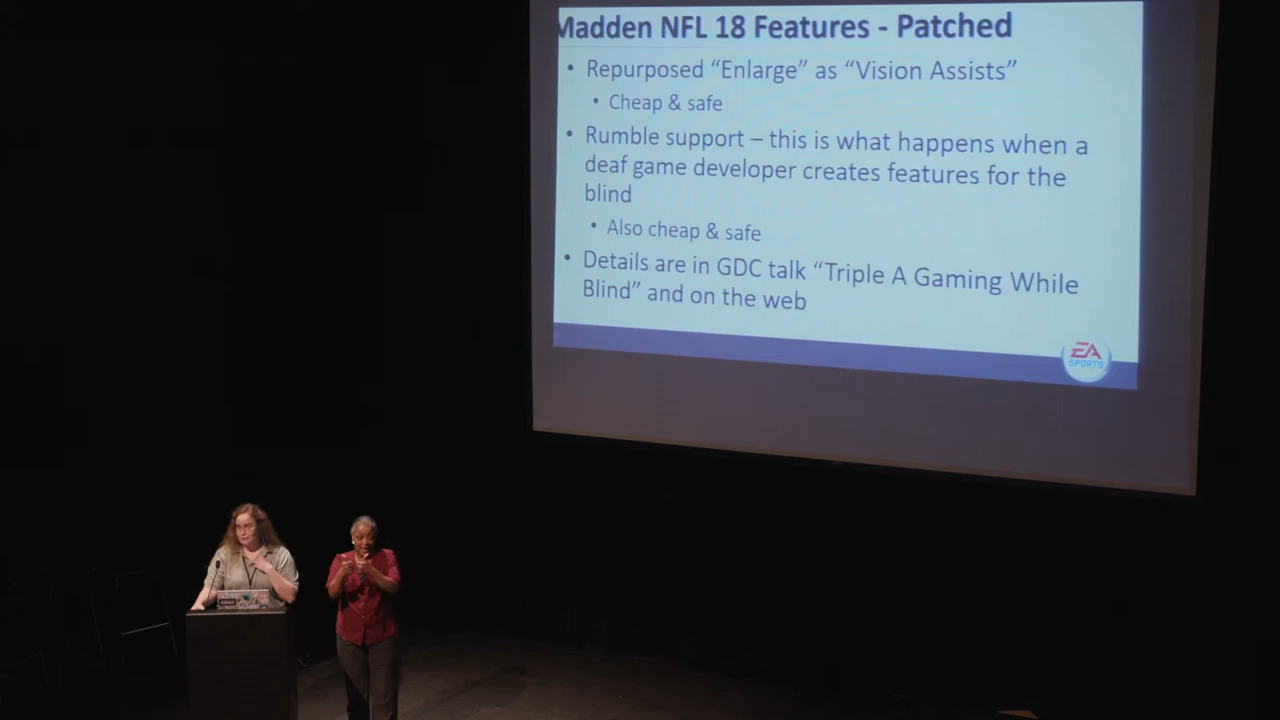 Madden NFL 18 Features - Patched
• Repurposed “Enlarge” as “Vision Assists”
• Cheap & safe
• Rumble support – this is what happens when a
deaf game developer creates features for the
blind
• Also cheap & safe
• Details are in GDC talk “Triple A Gaming While
Blind” and on the web
EA
SPORTS